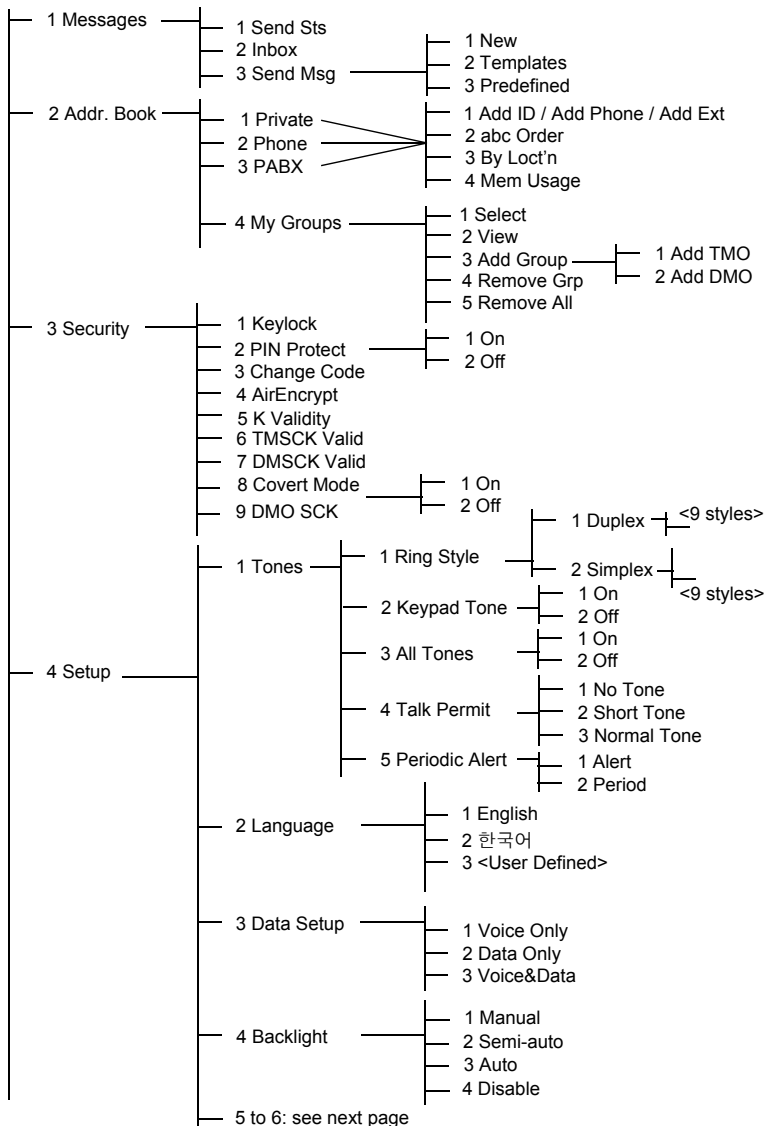 1 Messages
1 Send Sts
2 Inbox
3 Send Msg
1 New
2 Templates
3 Predefined
2 Addr. Book
1 Private
2 Phone
3 PABX
1 Add ID / Add Phone / Add Ext
2 abc Order
3 By Loct'n
4 Mem Usage
4 My Groups
1 Select
2 View
3 Add Group
4 Remove Grp
5 Remove All
1 Add TMO
2 Add DMO
3 Security
1 Keylock
2 PIN Protect
3 Change Code
4 AirEncrypt
5 K Validity
6 TMSCK Valid
7 DMSCK Valid
8 Covert Mode
9 DMO SCK
1 On
2 Off
1 On
2 Off
4 Setup
1 Tones
1 Ring Style
1 Duplex
<9 styles>
2 Simplex
<9 styles>
2 Keypad Tone
1 On
2 Off
3 All Tones
1 On
2 Off
4 Talk Permit
1 No Tone
2 Short Tone
3 Normal Tone
5 Periodic Alert
1 Alert
2 Period
2 Language
1 English
2 한국어
3 <User Defined>
3 Data Setup
1 Voice Only
2 Data Only
3 Voice&Data
4 Backlight
1 Manual
2 Semi-auto
3 Auto
4 Disable
5 to 6: see next page